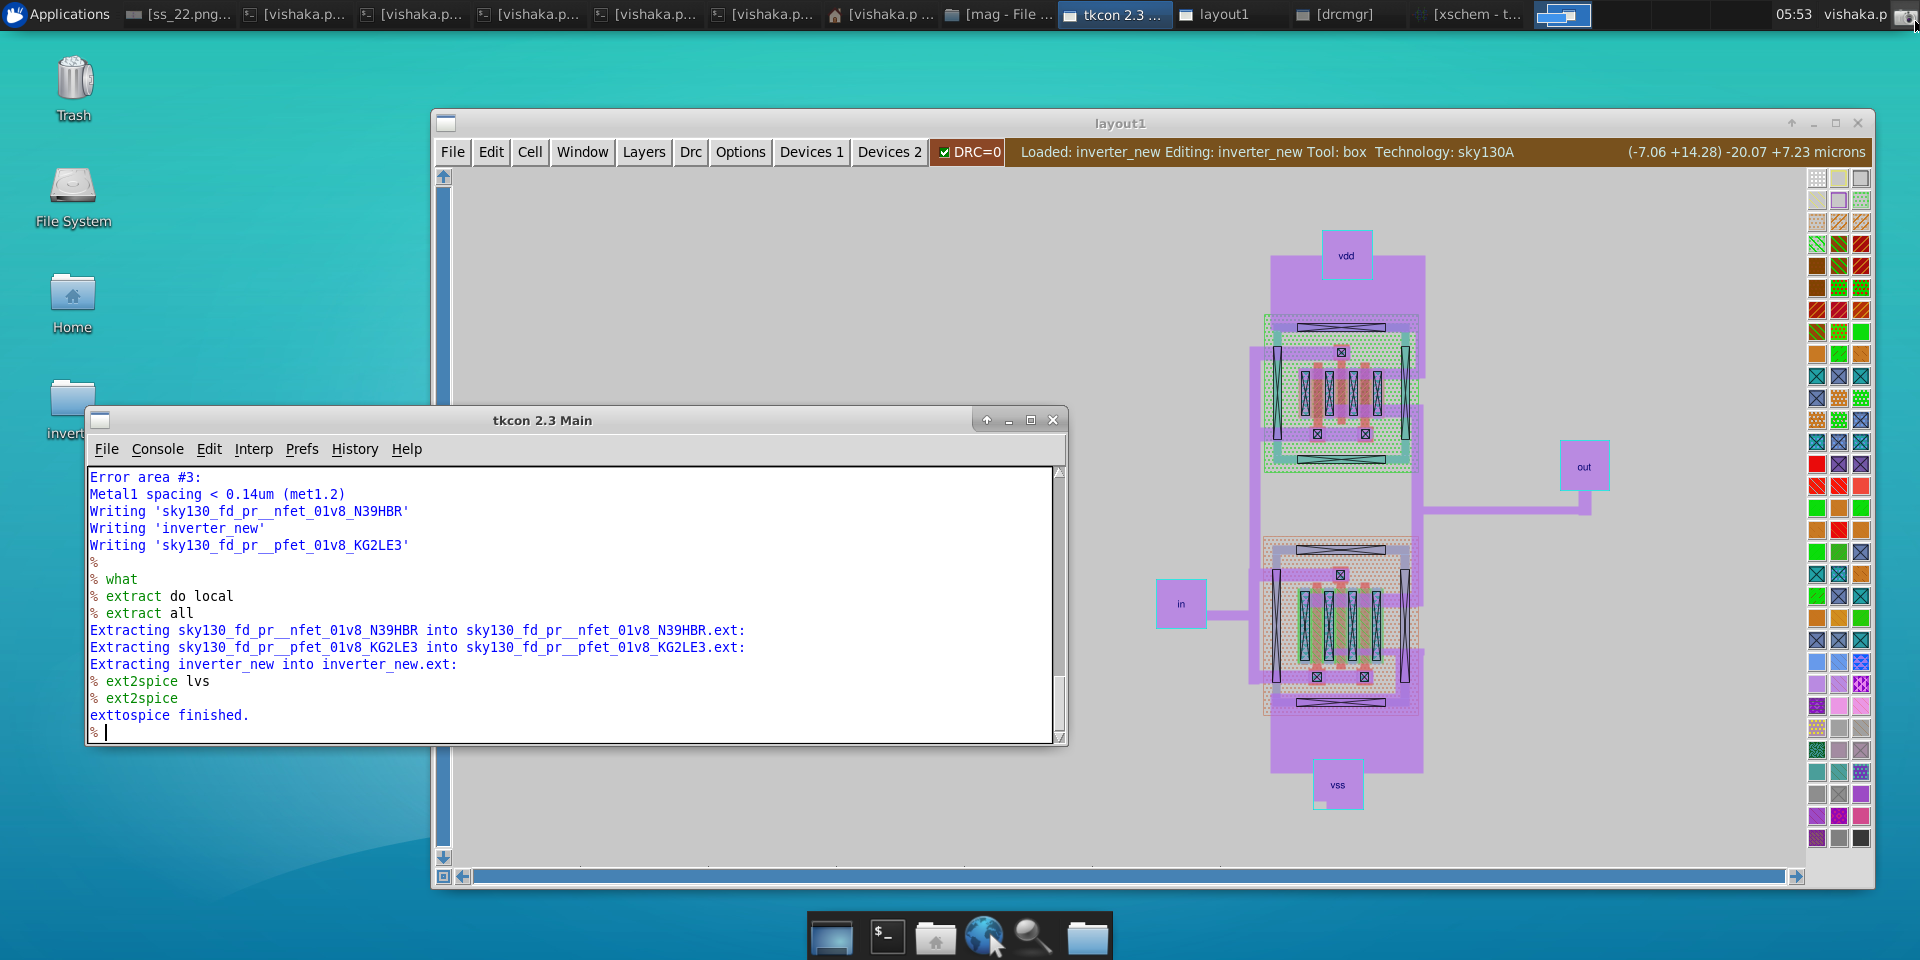 Applications
[ss_22.png...
[vishaka.p...
[vishaka.p...
[vishaka.p...
[vishaka.p...
[vishaka.p...
[vishaka.p ...
[mag - File ...
tkcon 2.3 ...
layout1
[drcmgr]
[xschem - t...
05:53
vishaka.p
Trash
File System
Home
invert
layout1
File Edit Cell Window Layers Drc Options Devices 1 Devices 2 DRC=0 Loaded: inverter_new Editing: inverter_new Tool: box Technology: sky130A (-7.06 +14.28) -20.07 +7.23 microns
vdd
out
in
vss
tkcon 2.3 Main
File Console Edit Interp Prefs History Help
Error area #3:
Metal1 spacing < 0.14um (met1.2)
Writing 'sky130_fd_pr__nfet_01v8_N39HBR'
Writing 'inverter_new'
Writing 'sky130_fd_pr__pfet_01v8_KG2LE3'
%
% what
% extract do local
% extract all
Extracting sky130_fd_pr__nfet_01v8_N39HBR into sky130_fd_pr__nfet_01v8_N39HBR.ext:
Extracting sky130_fd_pr__pfet_01v8_KG2LE3 into sky130_fd_pr__pfet_01v8_KG2LE3.ext:
Extracting inverter_new into inverter_new.ext:
% ext2spice lvs
% ext2spice
exttospice finished.
%
$_